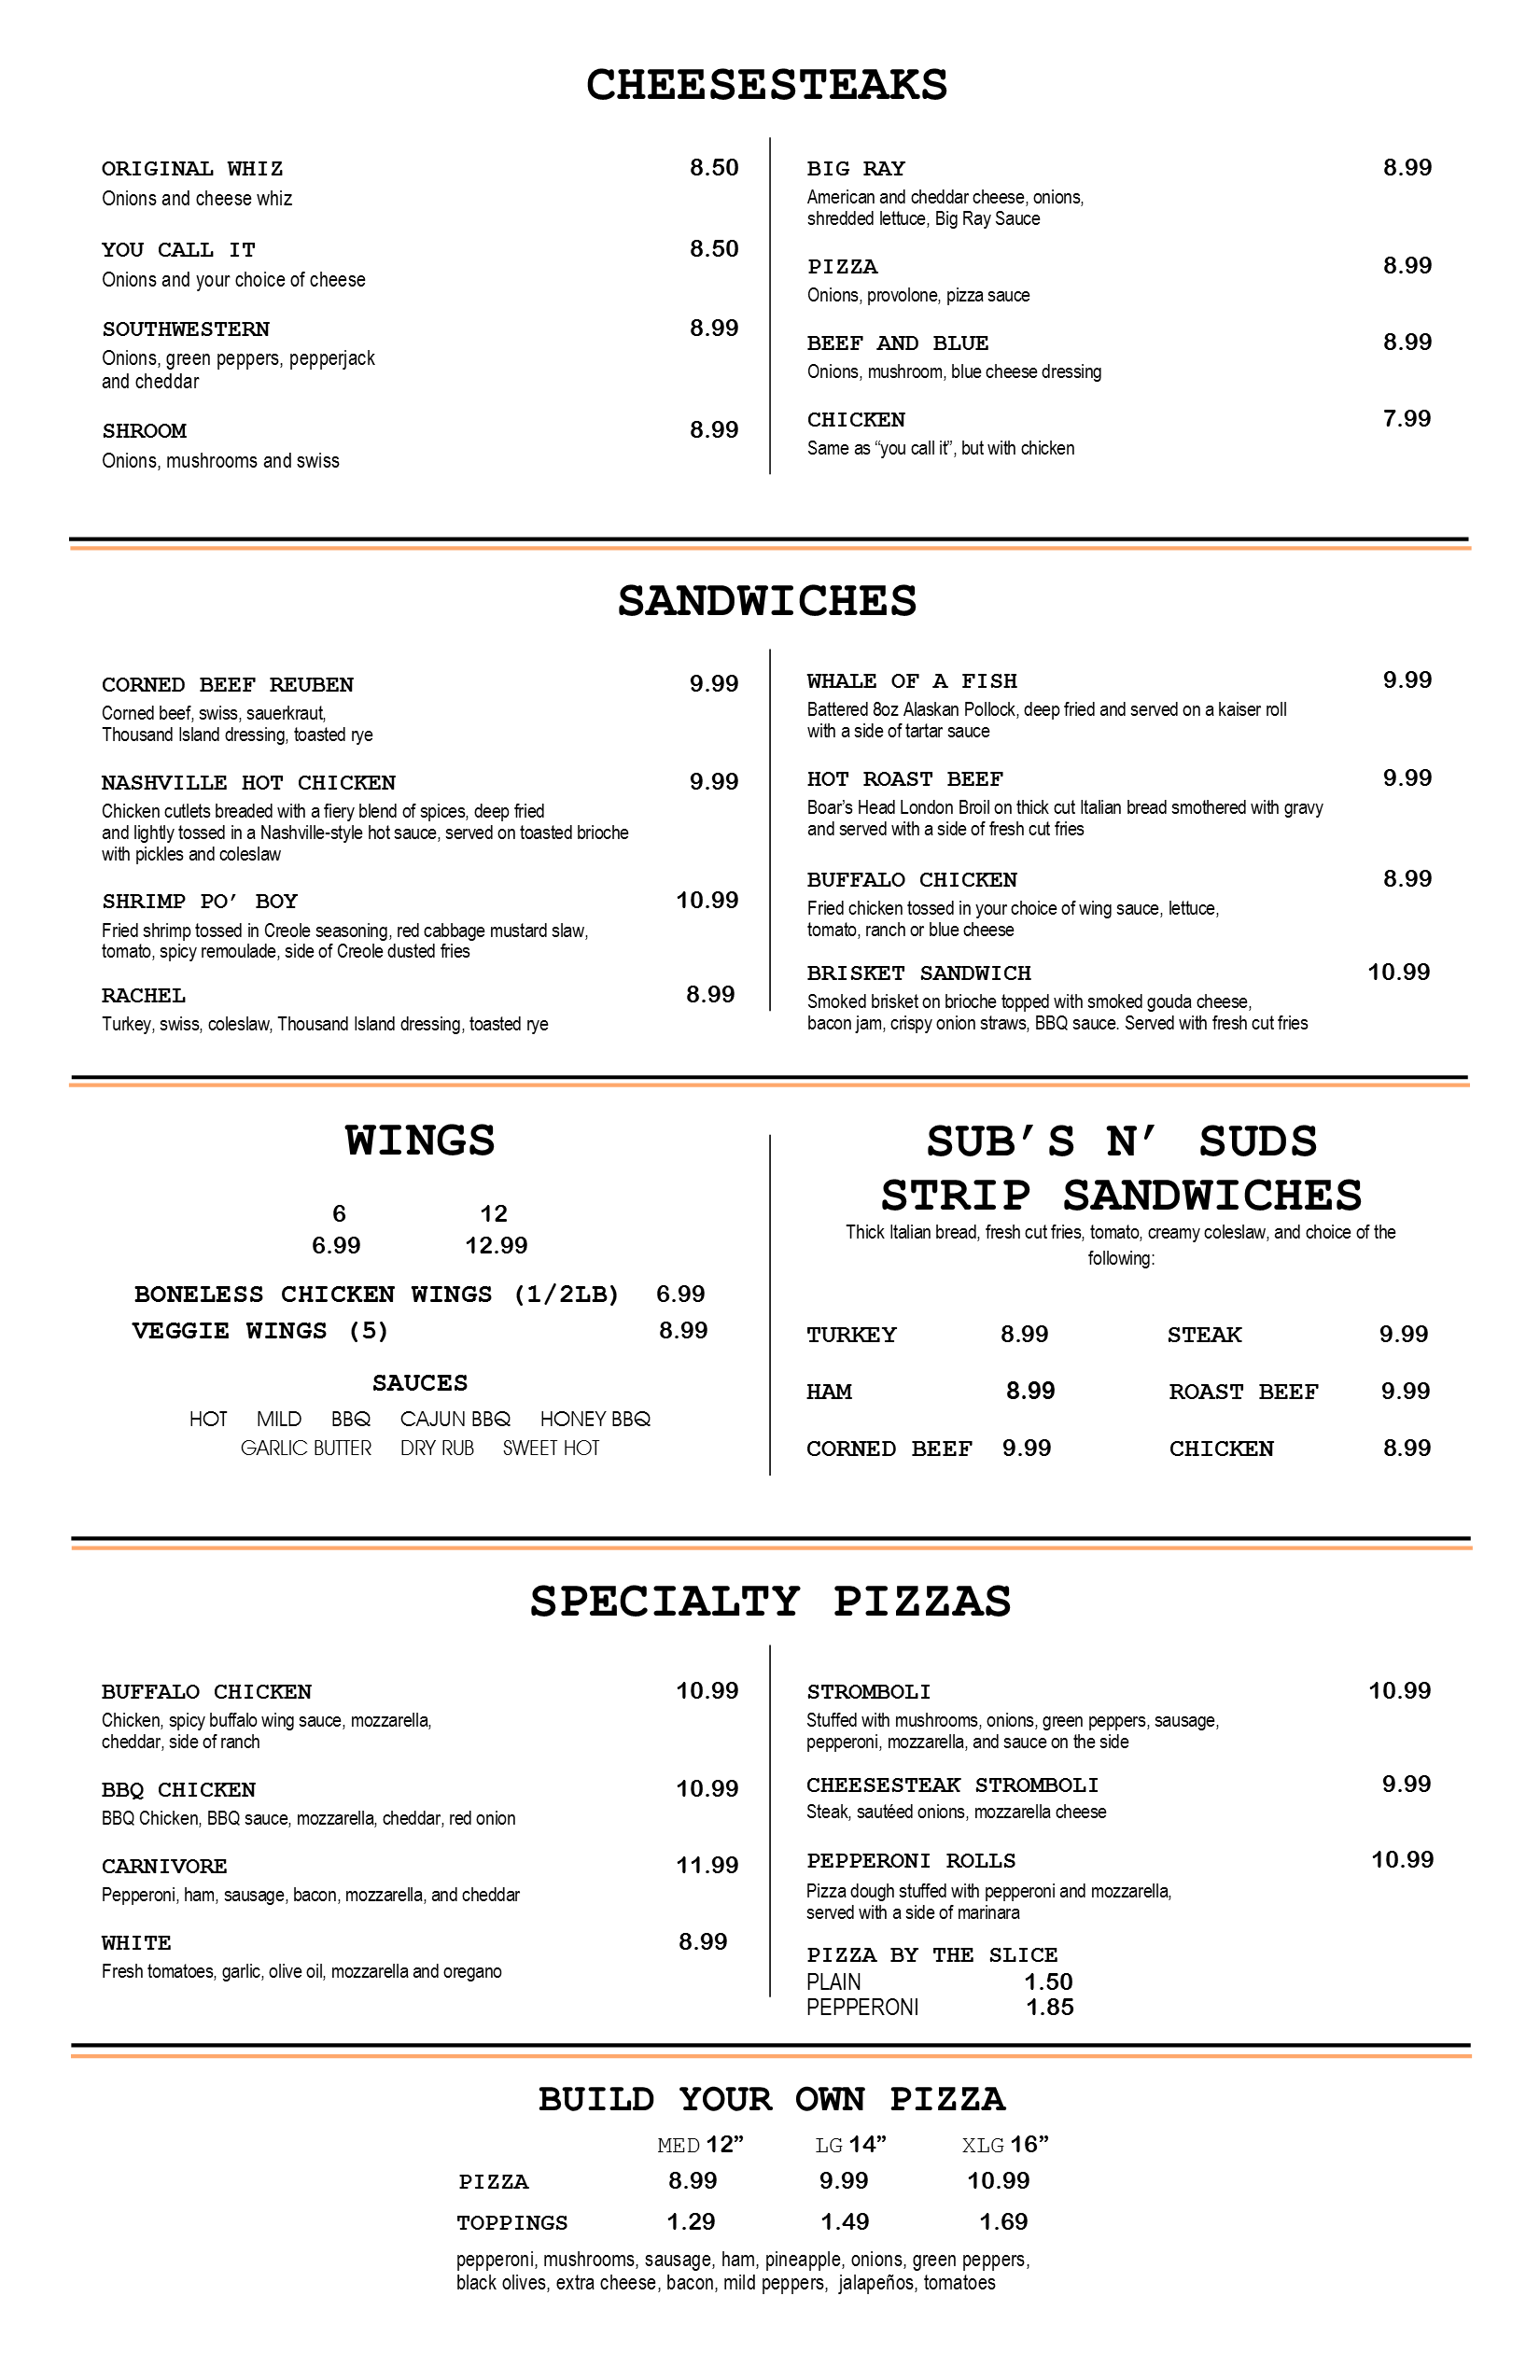 CHEESESTEAKS
ORIGINAL WHIZ 8.50
Onions and cheese whiz
YOU CALL IT 8.50
Onions and your choice of cheese
SOUTHWESTERN 8.99
Onions, green peppers, pepperjack
and cheddar
SHROOM 8.99
Onions, mushrooms and swiss
BIG RAY 8.99
American and cheddar cheese, onions,
shredded lettuce, Big Ray Sauce
PIZZA 8.99
Onions, provolone, pizza sauce
BEEF AND BLUE 8.99
Onions, mushroom, blue cheese dressing
CHICKEN 7.99
Same as “you call it”, but with chicken
SANDWICHES
CORNED BEEF REUBEN 9.99
Corned beef, swiss, sauerkraut,
Thousand Island dressing, toasted rye
NASHVILLE HOT CHICKEN 9.99
Chicken cutlets breaded with a fiery blend of spices, deep fried
and lightly tossed in a Nashville-style hot sauce, served on toasted brioche
with pickles and coleslaw
SHRIMP PO’ BOY 10.99
Fried shrimp tossed in Creole seasoning, red cabbage mustard slaw,
tomato, spicy remoulade, side of Creole dusted fries
RACHEL 8.99
Turkey, swiss, coleslaw, Thousand Island dressing, toasted rye
WHALE OF A FISH 9.99
Battered 8oz Alaskan Pollock, deep fried and served on a kaiser roll
with a side of tartar sauce
HOT ROAST BEEF 9.99
Boar’s Head London Broil on thick cut Italian bread smothered with gravy
and served with a side of fresh cut fries
BUFFALO CHICKEN 8.99
Fried chicken tossed in your choice of wing sauce, lettuce,
tomato, ranch or blue cheese
BRISKET SANDWICH 10.99
Smoked brisket on brioche topped with smoked gouda cheese,
bacon jam, crispy onion straws, BBQ sauce. Served with fresh cut fries
WINGS
6 12
6.99 12.99
BONELESS CHICKEN WINGS (1/2LB) 6.99
VEGGIE WINGS (5) 8.99
SAUCES
HOT MILD BBQ CAJUN BBQ HONEY BBQ
GARLIC BUTTER DRY RUB SWEET HOT
SUB’S N’ SUDS
STRIP SANDWICHES
Thick Italian bread, fresh cut fries, tomato, creamy coleslaw, and choice of the
following:
TURKEY 8.99 STEAK 9.99
HAM 8.99 ROAST BEEF 9.99
CORNED BEEF 9.99 CHICKEN 8.99
SPECIALTY PIZZAS
BUFFALO CHICKEN 10.99
Chicken, spicy buffalo wing sauce, mozzarella,
cheddar, side of ranch
BBQ CHICKEN 10.99
BBQ Chicken, BBQ sauce, mozzarella, cheddar, red onion
CARNIVORE 11.99
Pepperoni, ham, sausage, bacon, mozzarella, and cheddar
WHITE 8.99
Fresh tomatoes, garlic, olive oil, mozzarella and oregano
STROMBOLI 10.99
Stuffed with mushrooms, onions, green peppers, sausage,
pepperoni, mozzarella, and sauce on the side
CHEESESTEAK STROMBOLI 9.99
Steak, sautéed onions, mozzarella cheese
PEPPERONI ROLLS 10.99
Pizza dough stuffed with pepperoni and mozzarella,
served with a side of marinara
PIZZA BY THE SLICE
PLAIN 1.50
PEPPERONI 1.85
BUILD YOUR OWN PIZZA
MED 12” LG 14” XLG 16”
PIZZA 8.99 9.99 10.99
TOPPINGS 1.29 1.49 1.69
pepperoni, mushrooms, sausage, ham, pineapple, onions, green peppers,
black olives, extra cheese, bacon, mild peppers, jalapeños, tomatoes